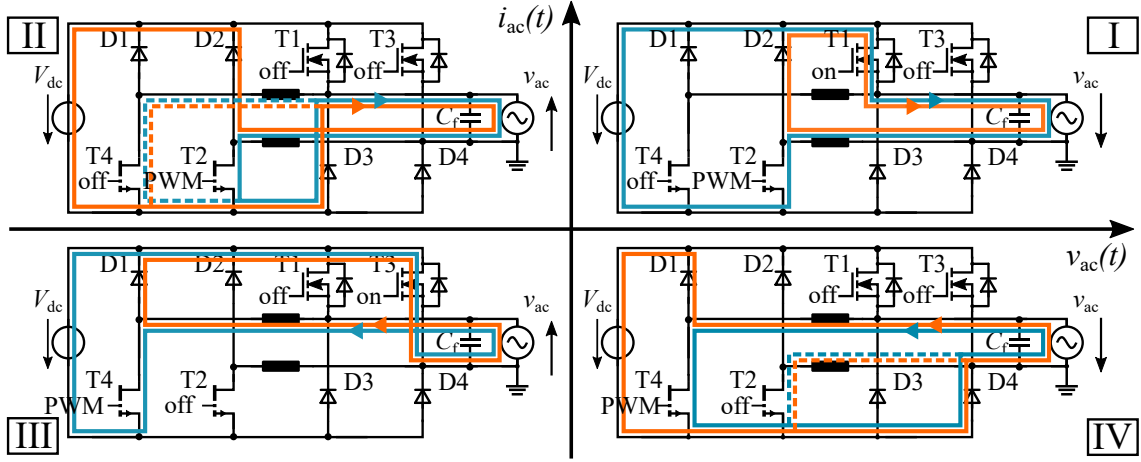 II
D1
D2
T1
T3
off
off
V_dc
v_ac
C_f
T4
off
T2
PWM
D3
D4
i_ac(t)
I
D1
D2
T1
T3
on
off
V_dc
v_ac
C_f
T4
off
T2
PWM
D3
D4
v_ac(t)
III
D1
D2
T1
T3
off
on
V_dc
v_ac
C_f
T4
PWM
T2
off
D3
D4
IV
D1
D2
T1
T3
off
off
V_dc
v_ac
C_f
T4
PWM
T2
off
D3
D4